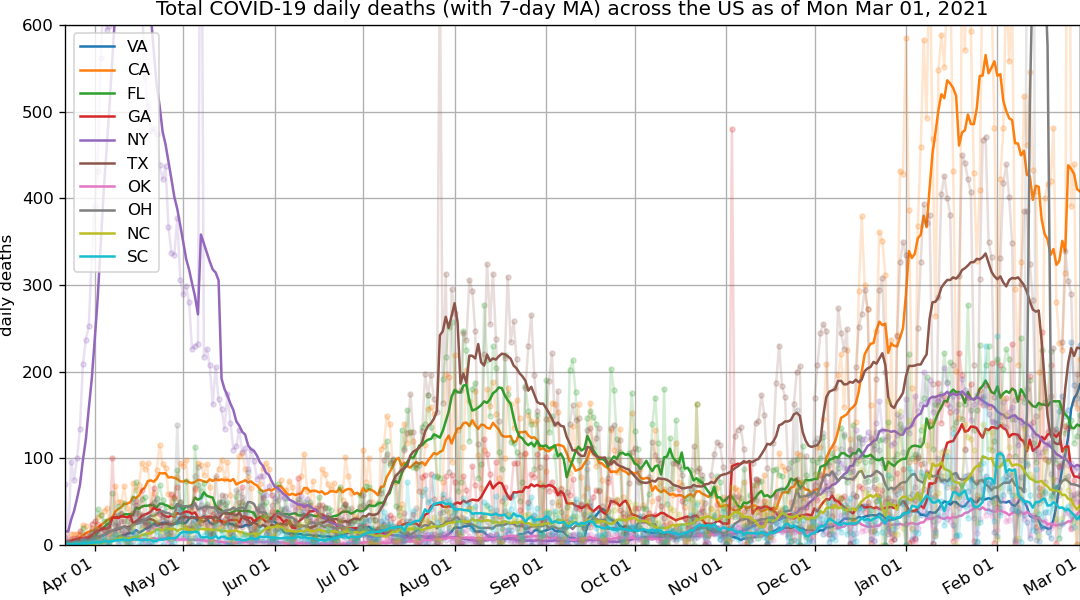 Total COVID-19 daily deaths (with 7-day MA) across the US as of Mon Mar 01, 2021
daily deaths
600
500
400
300
200
100
0
VA
CA
FL
GA
NY
TX
OK
OH
NC
SC
Apr 01
May 01
Jun 01
Jul 01
Aug 01
Sep 01
Oct 01
Nov 01
Dec 01
Jan 01
Feb 01
Mar 01